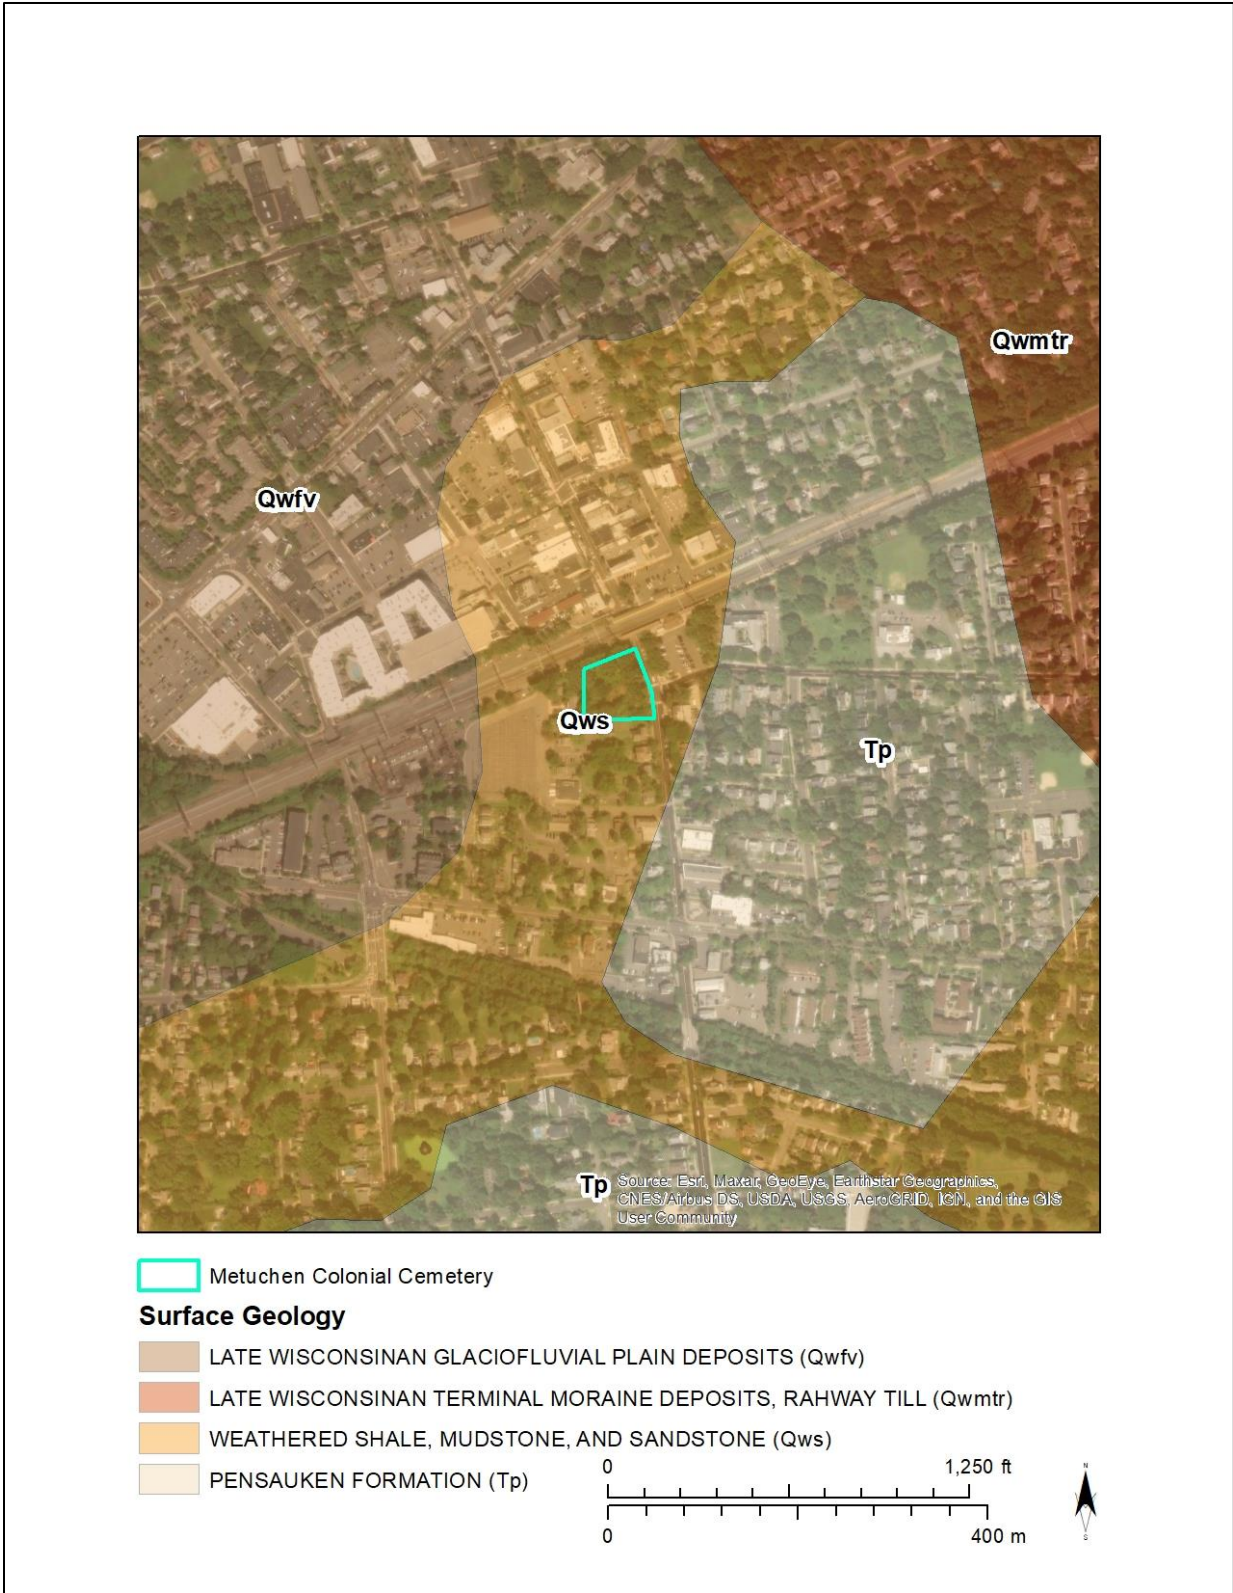 Qwmtr
Qwfv
Qws
Tp
Tp
Source: Esri, Maxar, GeoEye, Earthstar Geographics,
CNES/Airbus DS, USDA, USGS, AeroGRID, IGN, and the GIS
User Community
Metuchen Colonial Cemetery
Surface Geology
LATE WISCONSINAN GLACIOFLUVIAL PLAIN DEPOSITS (Qwfv)
LATE WISCONSINAN TERMINAL MORAINE DEPOSITS, RAHWAY TILL (Qwmtr)
WEATHERED SHALE, MUDSTONE, AND SANDSTONE (Qws)
PENSAUKEN FORMATION (Tp)
0 1,250 ft
0 400 m
N
S